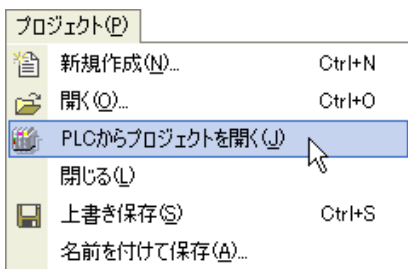 プロジェクト(P)
新規作成(N)... Ctrl+N
開く(O)... Ctrl+O
PLCからプロジェクトを開く(J)
閉じる(L)
上書き保存(S) Ctrl+S
名前を付けて保存(A)...